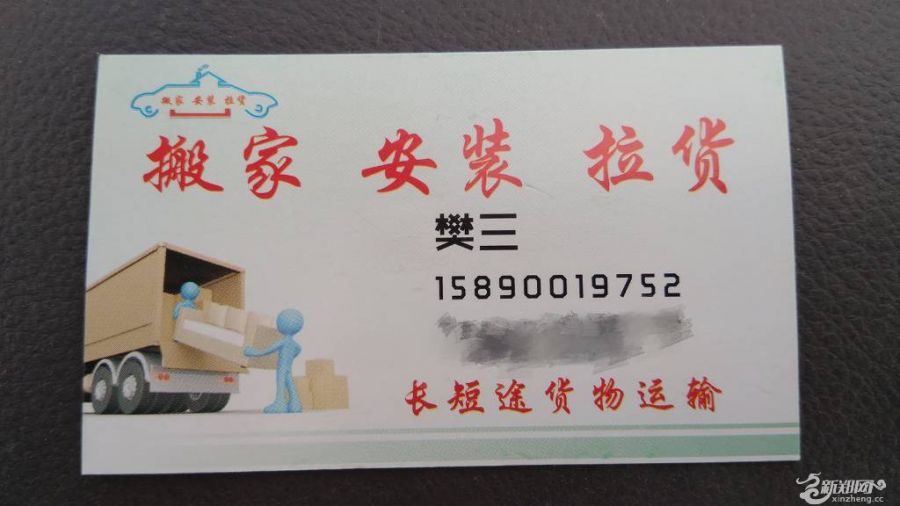 搬家 安装 拉货
搬家 安装 拉货
樊三
15890019752
长短途货物运输
新郑网
xinzheng.cc